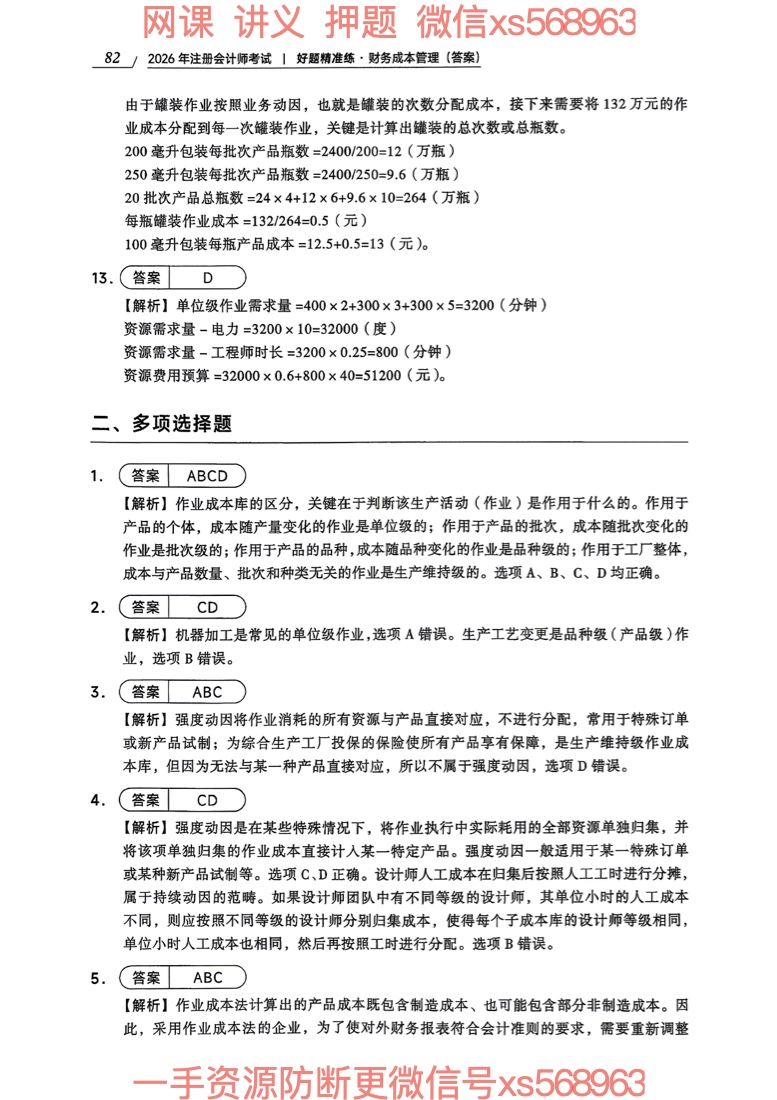 网课 讲义 押题 微信xs568963
82 / 2026年注册会计师考试 | 好题精准练·财务成本管理（答案）
由于罐装作业按照业务动因，也就是罐装的次数分配成本，接下来需要将132万元的作
业成本分配到每一次罐装作业，关键是计算出罐装的总次数或总瓶数。
200毫升包装每批次产品瓶数=2400/200=12（万瓶）
250毫升包装每批次产品瓶数=2400/250=9.6（万瓶）
20批次产品总瓶数=24×4+12×6+9.6×10=264（万瓶）
每瓶罐装作业成本=132/264=0.5（元）
100毫升包装每瓶产品成本=12.5+0.5=13（元）。
13. 答案 D
【解析】单位级作业需求量=400×2+300×3+300×5=3200（分钟）
资源需求量－电力=3200×10=32000（度）
资源需求量－工程师时长=3200×0.25=800（分钟）
资源费用预算=32000×0.6+800×40=51200（元）。
二、多项选择题
1. 答案 ABCD
【解析】作业成本库的区分，关键在于判断该生产活动（作业）是作用于什么的。作用于
产品的个体，成本随产量变化的作业是单位级的；作用于产品的批次，成本随批次变化的
作业是批次级的；作用于产品的品种，成本随品种变化的作业是品种级的；作用于工厂整体，
成本与产品数量、批次和种类无关的作业是生产维持级的。选项A、B、C、D均正确。
2. 答案 CD
【解析】机器加工是常见的单位级作业，选项A错误。生产工艺变更是品种级（产品级）作
业，选项B错误。
3. 答案 ABC
【解析】强度动因将作业消耗的所有资源与产品直接对应，不进行分配，常用于特殊订单
或新产品试制；为综合生产工厂投保的保险使所有产品享有保障，是生产维持级作业成
本库，但因为无法与某一种产品直接对应，所以不属于强度动因，选项D错误。
4. 答案 CD
【解析】强度动因是在某些特殊情况下，将作业执行中实际耗用的全部资源单独归集，并
将该项单独归集的作业成本直接计入某一特定产品。强度动因一般适用于某一特殊订单
或某种新产品试制等。选项C、D正确。设计师人工成本在归集后按照人工工时进行分摊，
属于持续动因的范畴。如果设计师团队中有不同等级的设计师，其单位小时的人工成本
不同，则应按照不同等级的设计师分别归集成本，使得每个子成本库的设计师等级相同，
单位小时人工成本也相同，然后再按照工时进行分配。选项B错误。
5. 答案 ABC
【解析】作业成本法计算出的产品成本既包含制造成本、也可能包含部分非制造成本。因
此，采用作业成本法的企业，为了使对外财务报表符合会计准则的要求，需要重新调整
一手资源防断更微信号xs568963